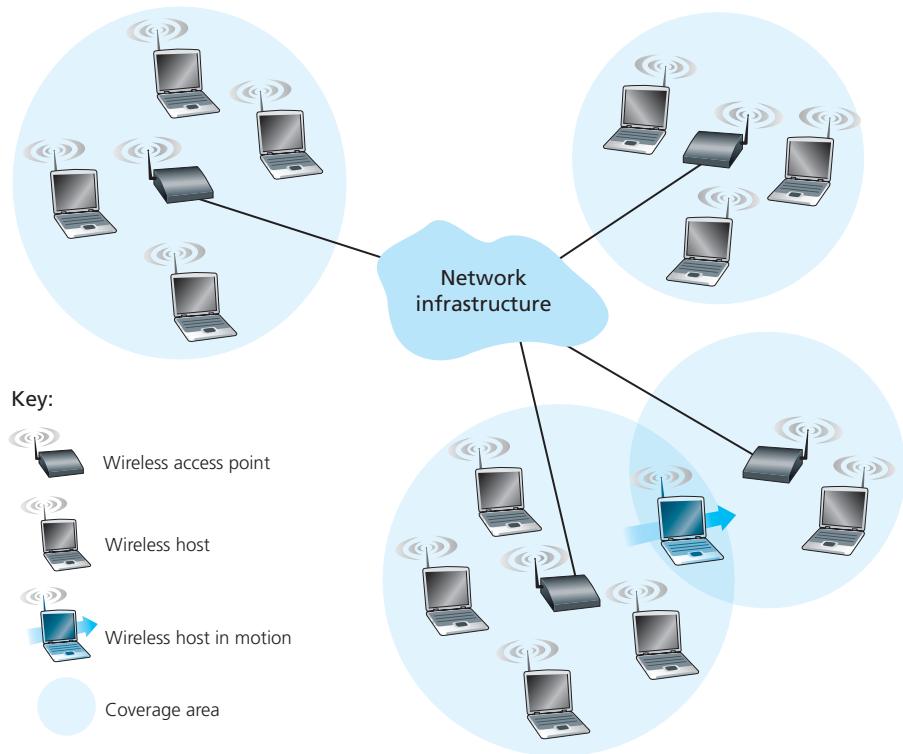 Network
infrastructure
Key:
Wireless access point
Wireless host
Wireless host in motion
Coverage area